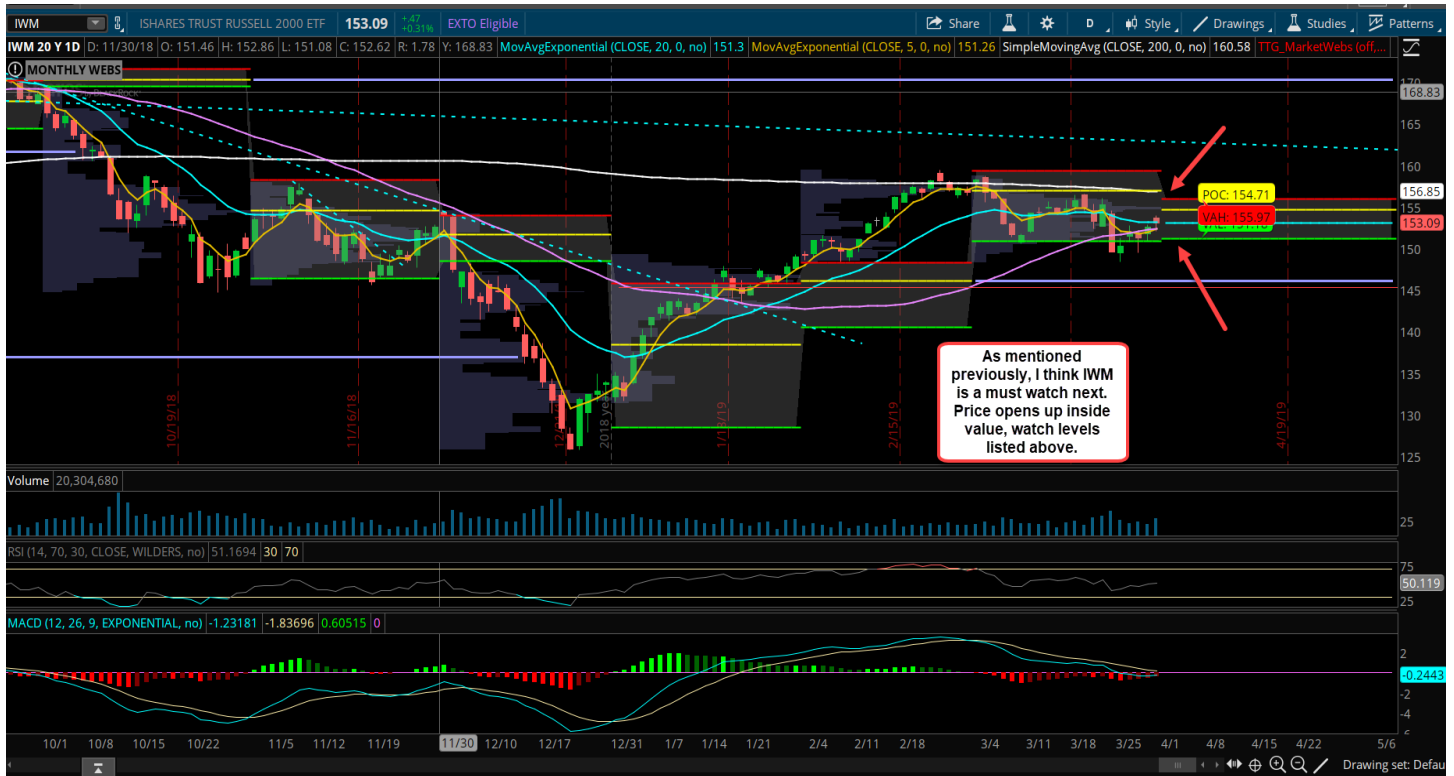 IWM ISHARES TRUST RUSSELL 2000 ETF 153.09 +.47 +0.31% EXTO Eligible Share D Style Drawings Studies Patterns
IWM 20 Y 1D D: 11/30/18 O: 151.46 H: 152.86 L: 151.08 C: 152.62 R: 1.78 Y: 168.83 MovAvgExponential (CLOSE, 20, 0, no) 151.3 MovAvgExponential (CLOSE, 5, 0, no) 151.26 SimpleMovingAvg (CLOSE, 200, 0, no) 160.58 TTG_MarketWebs (off,...
MONTHLY WEBS
170
168.83
165
160
156.85
155
153.09
150
145
140
135
130
125
POC: 154.71
VAH: 155.97
As mentioned
previously, I think IWM
is a must watch next.
Price opens up inside
value, watch levels
listed above.
10/19/18
11/16/18
2018 year
1/18/19
2/15/19
4/19/19
Volume 20,304,680
25
RSI (14, 70, 30, CLOSE, WILDERS, no) 51.1694 30 70
75
50.119
25
MACD (12, 26, 9, EXPONENTIAL, no) -1.23181 -1.83696 0.60515 0
2
-0.2443
-2
-4
10/1 10/8 10/15 10/22 11/5 11/12 11/19 11/30 12/10 12/17 12/31 1/7 1/14 1/21 2/4 2/11 2/18 3/4 3/11 3/18 3/25 4/1 4/8 4/15 4/22 5/6
Drawing set: Defau